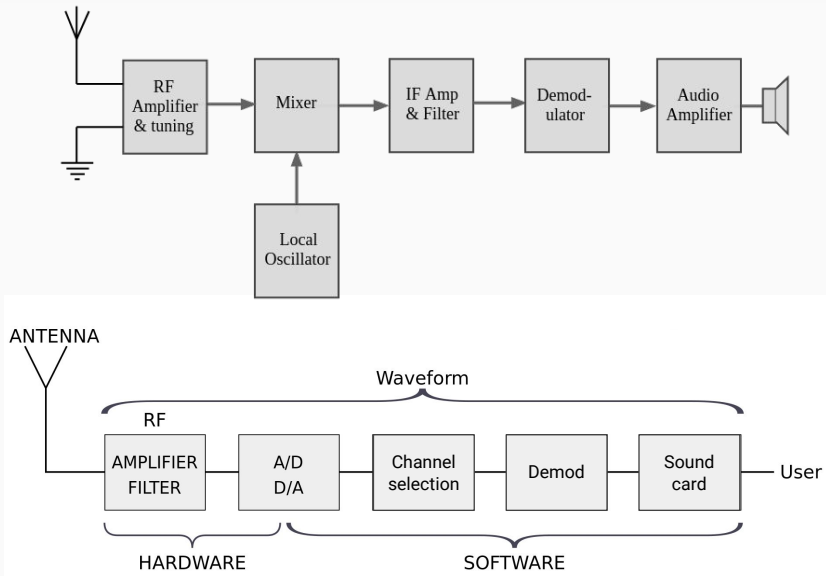 RF
Amplifier
& tuning
Mixer
IF Amp
& Filter
Demod-
ulator
Audio
Amplifier
Local
Oscillator
ANTENNA
Waveform
RF
AMPLIFIER
FILTER
A/D
D/A
Channel
selection
Demod
Sound
card
User
HARDWARE
SOFTWARE